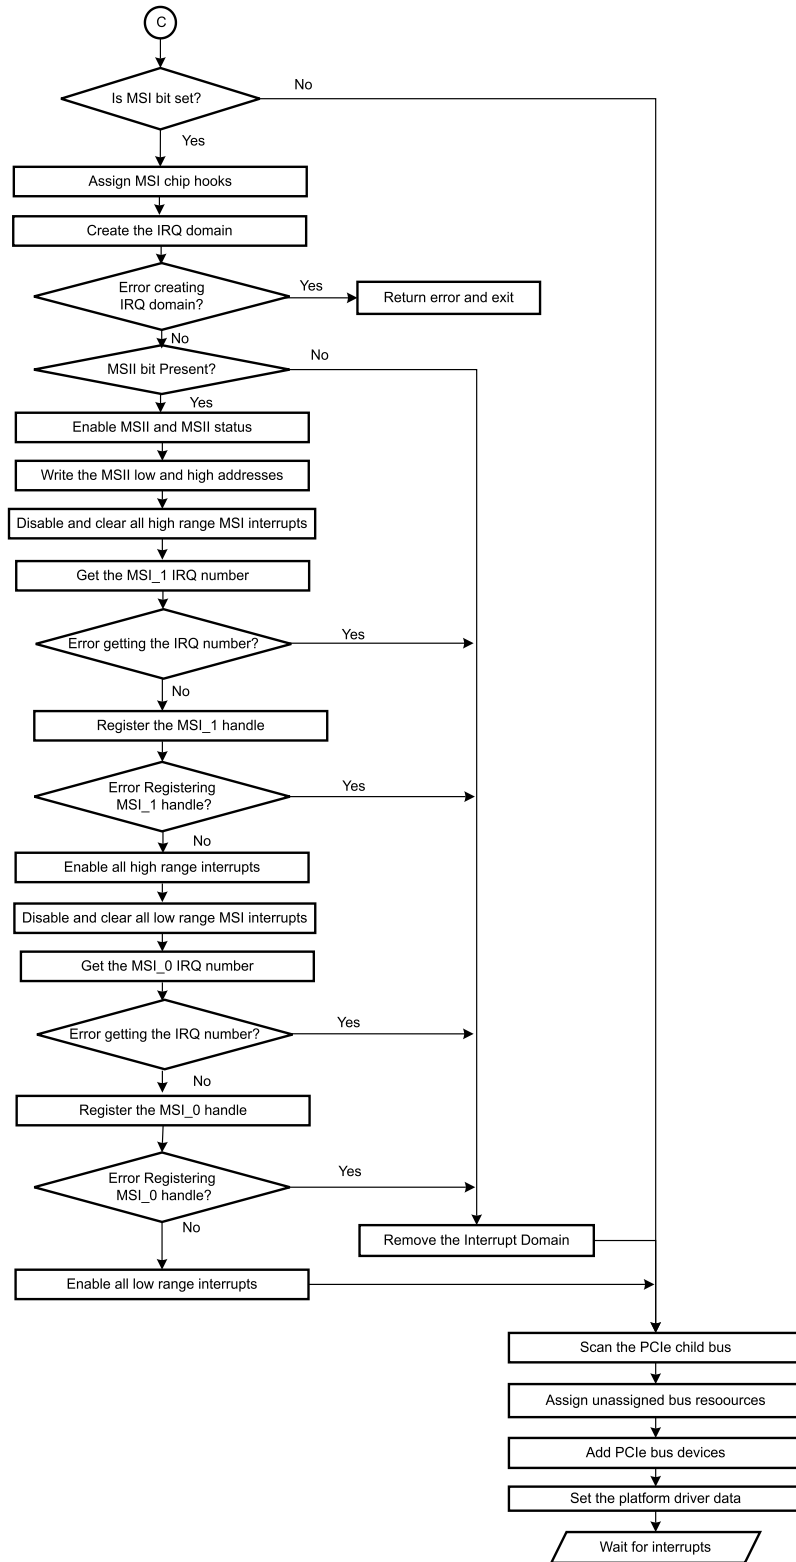 C
Is MSI bit set?
No
Yes
Assign MSI chip hooks
Create the IRQ domain
Error creating
IRQ domain?
Yes
Return error and exit
No
MSII bit Present?
No
Yes
Enable MSII and MSII status
Write the MSII low and high addresses
Disable and clear all high range MSI interrupts
Get the MSI_1 IRQ number
Error getting the IRQ number?
Yes
No
Register the MSI_1 handle
Error Registering
MSI_1 handle?
Yes
No
Enable all high range interrupts
Disable and clear all low range MSI interrupts
Get the MSI_0 IRQ number
Error getting the IRQ number?
Yes
No
Register the MSI_0 handle
Error Registering
MSI_0 handle?
Yes
No
Remove the Interrupt Domain
Enable all low range interrupts
Scan the PCIe child bus
Assign unassigned bus resoources
Add PCIe bus devices
Set the platform driver data
Wait for interrupts